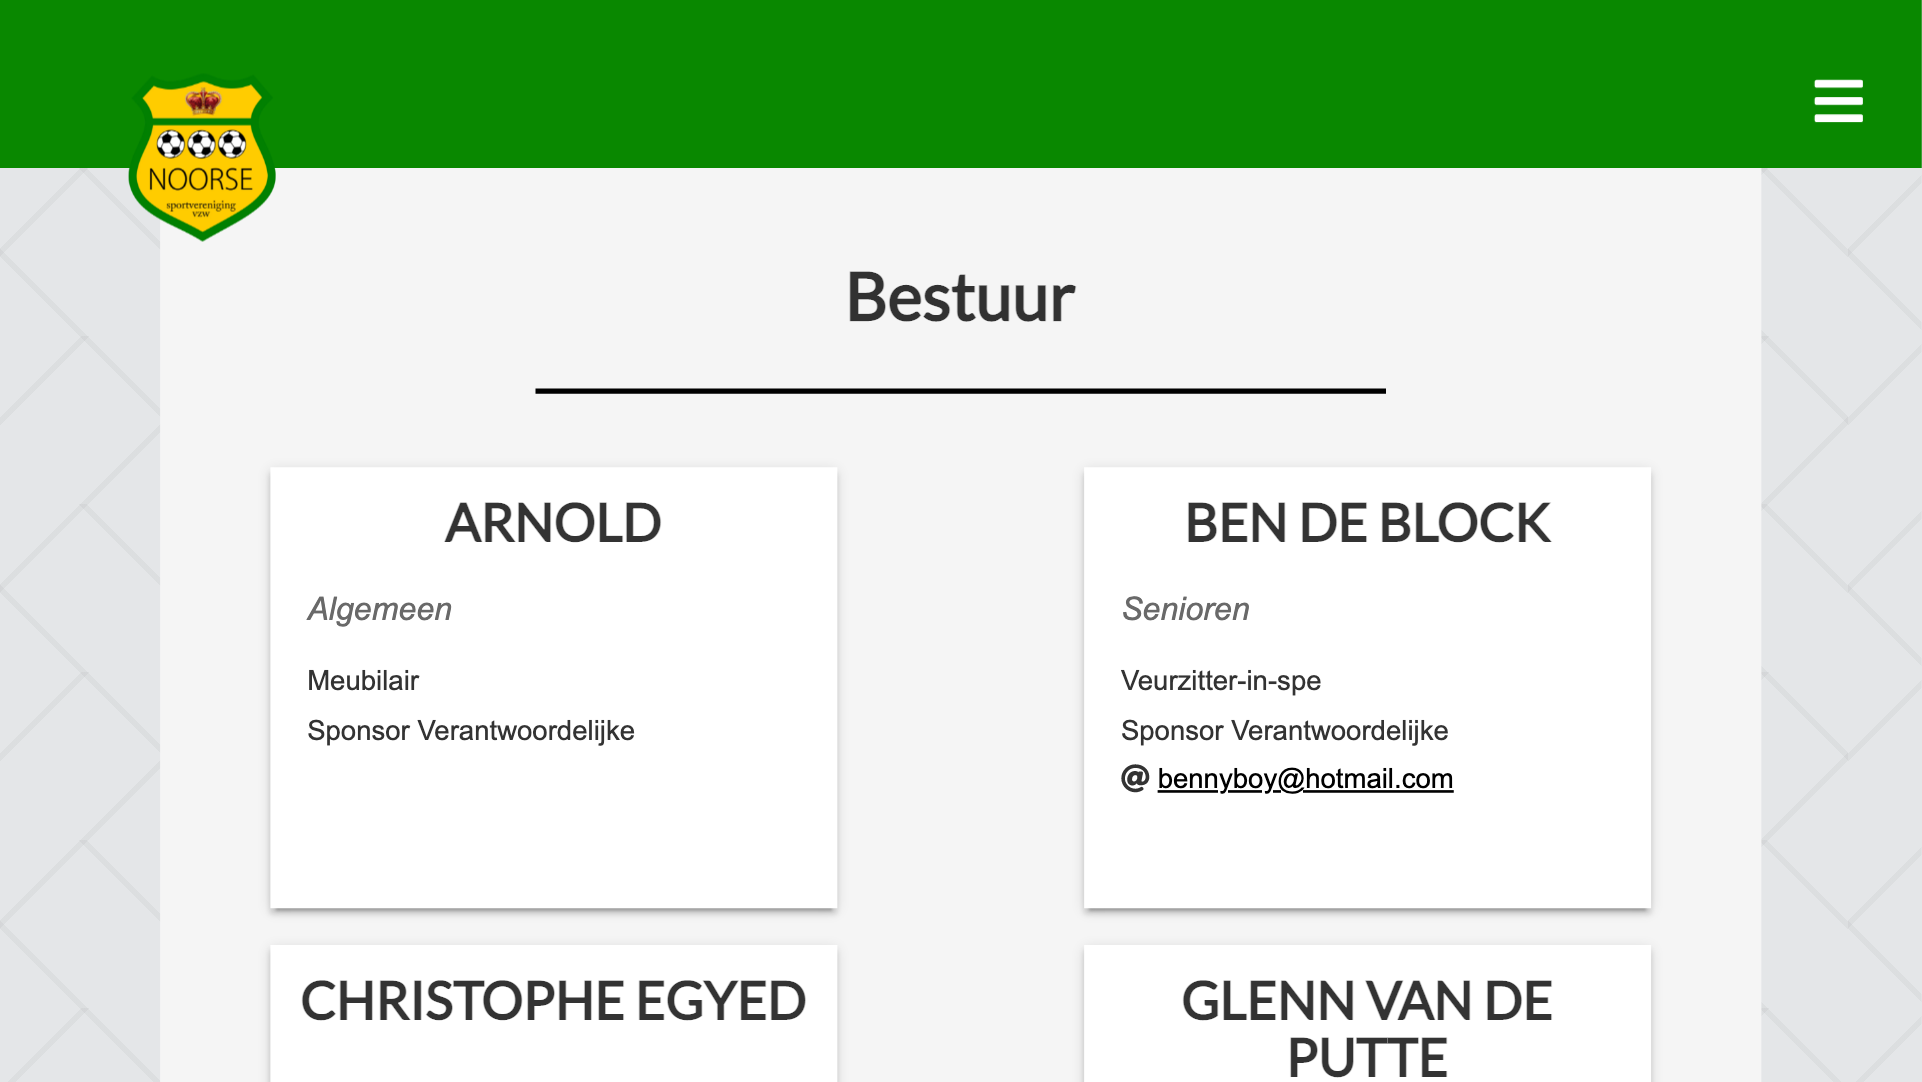 NOORSE
sportvereniging
vzw
Bestuur
ARNOLD
Algemeen
Meubilair
Sponsor Verantwoordelijke
BEN DE BLOCK
Senioren
Veurzitter-in-spe
Sponsor Verantwoordelijke
@ bennyboy@hotmail.com
CHRISTOPHE EGYED
GLENN VAN DE
PUTTE